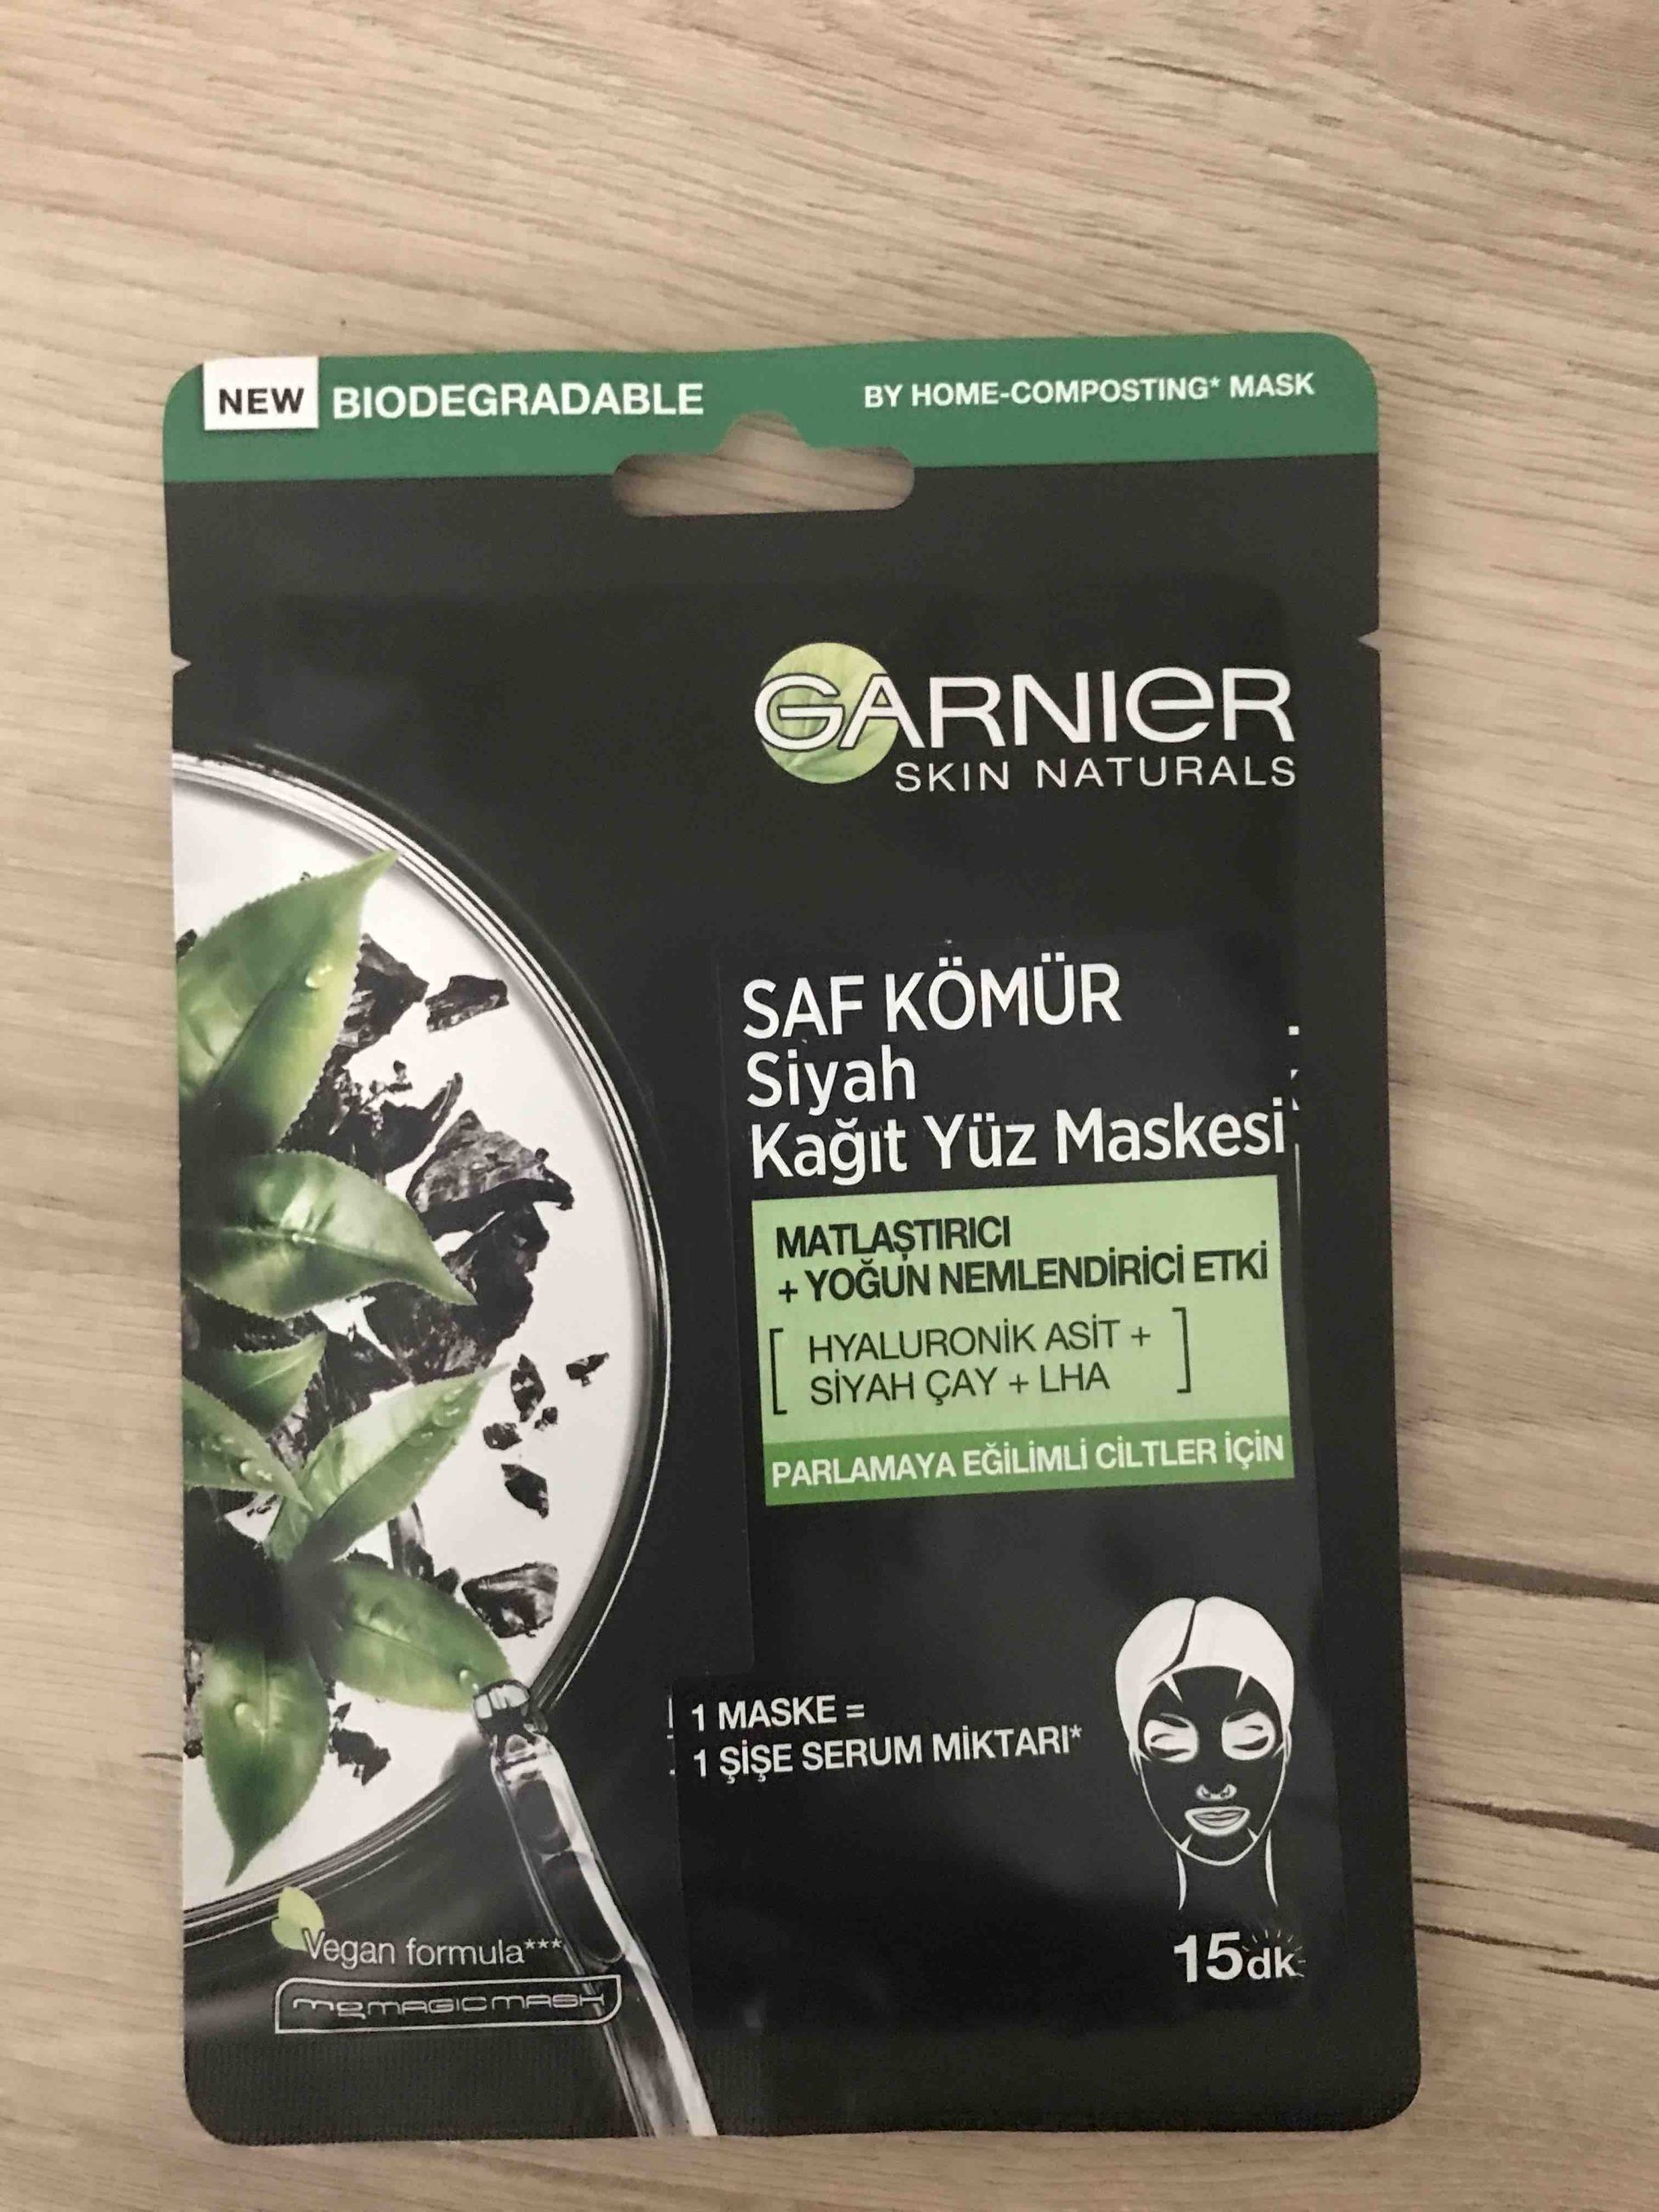 NEW BIODEGRADABLE
BY HOME-COMPOSTING* MASK
GARNIER
SKIN NATURALS
SAF KÖMÜR
Siyah
Kağıt Yüz Maskesi
MATLAŞTIRICI
+ YOĞUN NEMLENDİRİCİ ETKİ
[ HYALURONİK ASİT +
SİYAH ÇAY + LHA ]
PARLAMAYA EĞİLİMLİ CİLTLER İÇİN
1 MASKE =
1 ŞİŞE SERUM MİKTARI*
15dk
Vegan formula***
MAGIC MASK